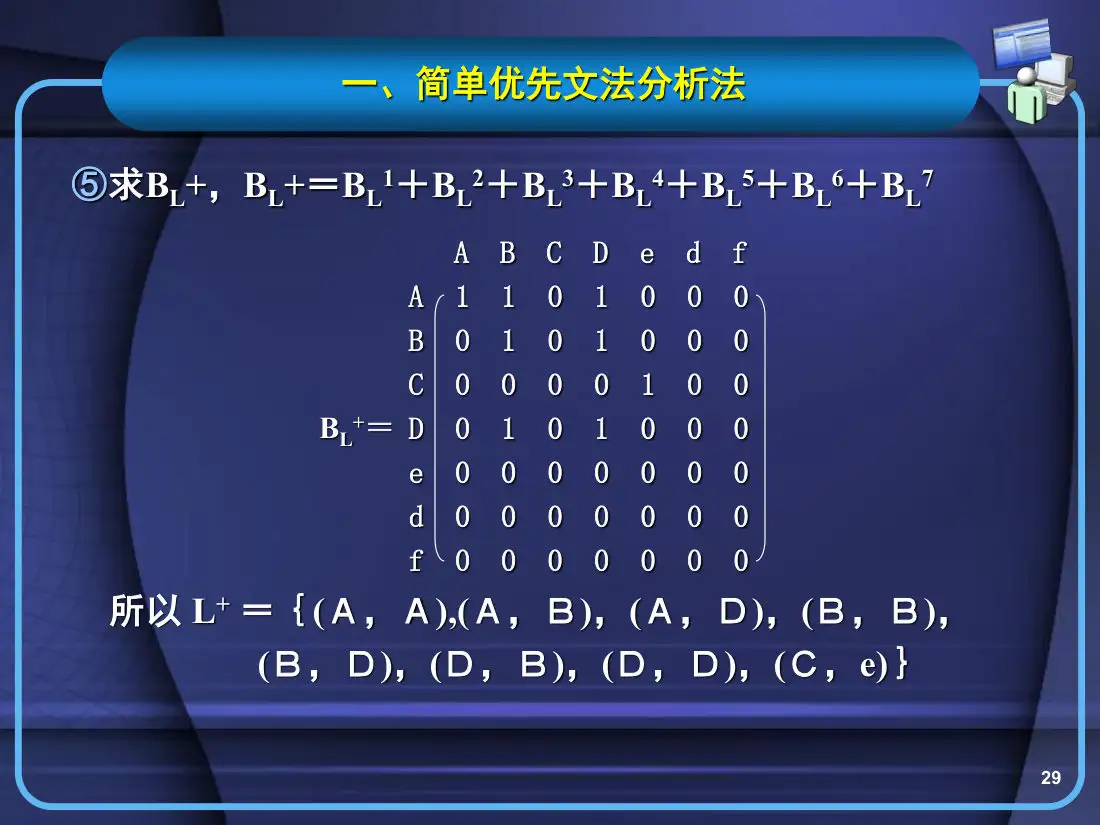 一、简单优先文法分析法
⑤求BL+，BL+＝BL1＋BL2＋BL3＋BL4＋BL5＋BL6＋BL7
A B C D e d f
A 1 1 0 1 0 0 0
B 0 1 0 1 0 0 0
C 0 0 0 0 1 0 0
BL+＝ D 0 1 0 1 0 0 0
e 0 0 0 0 0 0 0
d 0 0 0 0 0 0 0
f 0 0 0 0 0 0 0
所以 L+ ＝｛(Ａ，Ａ),(Ａ，Ｂ)，(Ａ，Ｄ)，(Ｂ，Ｂ)，
(Ｂ，Ｄ)，(Ｄ，Ｂ)，(Ｄ，Ｄ)，(Ｃ，e)｝
29